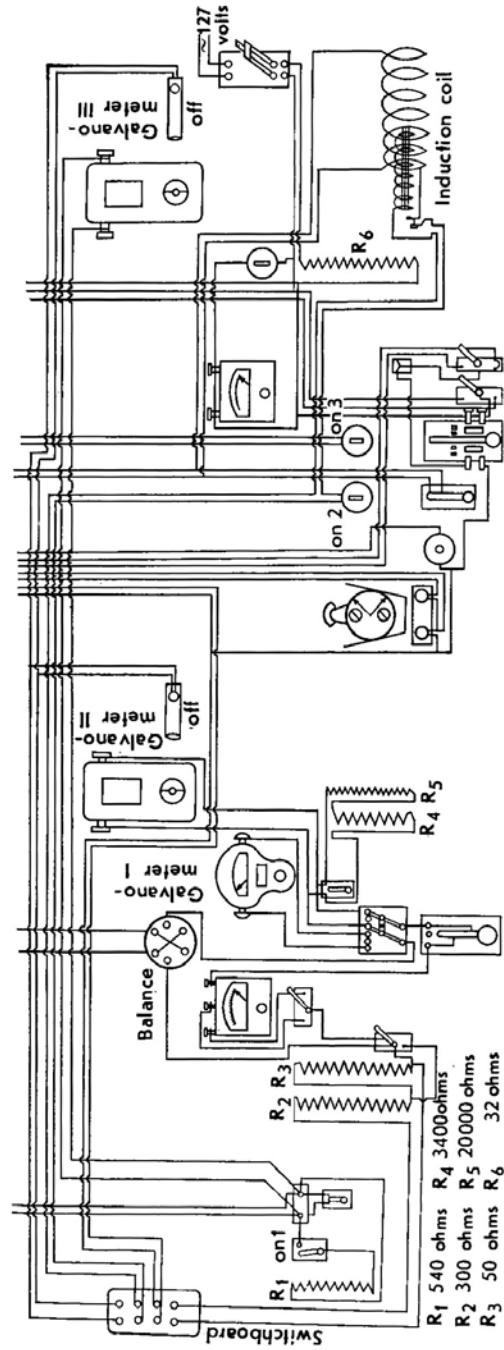 ~127
volts
Galvano-
meter III
off
Induction coil
R6
on 3
on 2
Galvano-
meter II
off
R5
R4
Galvano-
meter I
Balance
R3
R2
on1
R1
Switchboard
R1 540 ohms R4 3400ohms
R2 300 ohms R5 20000 ohms
R3 50 ohms R6 32 ohms